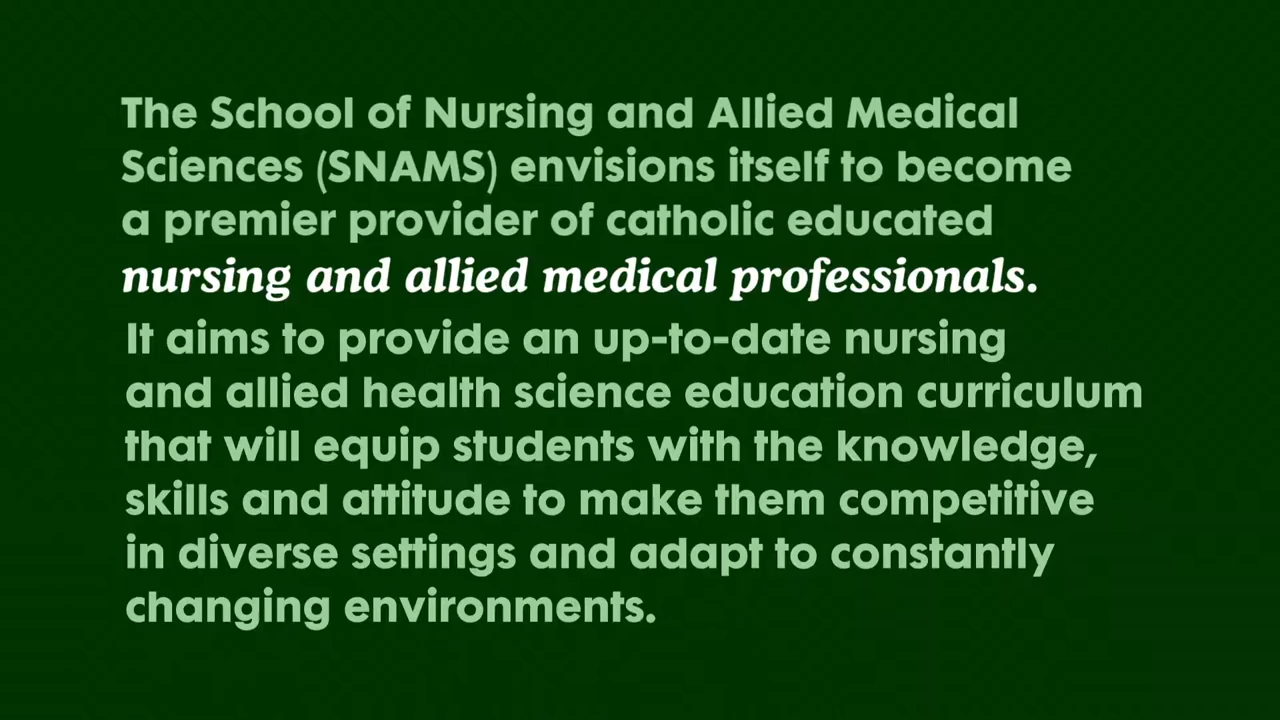 The School of Nursing and Allied Medical
Sciences (SNAMS) envisions itself to become
a premier provider of catholic educated
nursing and allied medical professionals.
It aims to provide an up-to-date nursing
and allied health science education curriculum
that will equip students with the knowledge,
skills and attitude to make them competitive
in diverse settings and adapt to constantly
changing environments.